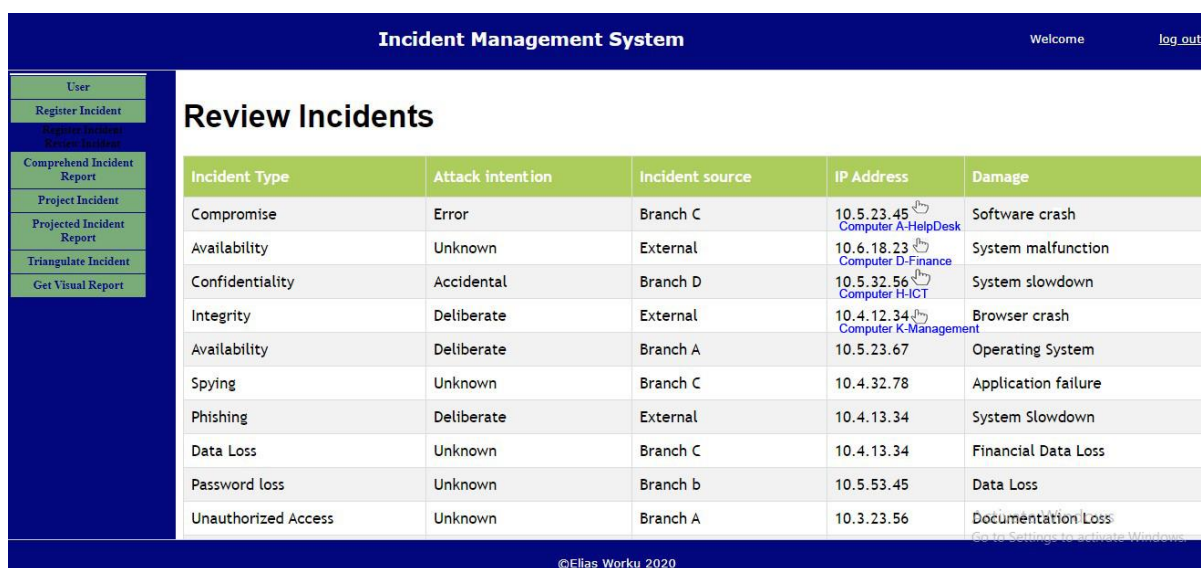 Incident Management System Welcome log out
User
Register Incident
Register Incident
Review Incident
Comprehend Incident
Report
Project Incident
Projected Incident
Report
Triangulate Incident
Get Visual Report
Review Incidents
Incident Type Attack intention Incident source IP Address Damage
Compromise Error Branch C 10.5.23.45 Software crash
Computer A-HelpDesk
Availability Unknown External 10.6.18.23 System malfunction
Computer D-Finance
Confidentiality Accidental Branch D 10.5.32.56 System slowdown
Computer H-ICT
Integrity Deliberate External 10.4.12.34 Browser crash
Computer K-Management
Availability Deliberate Branch A 10.5.23.67 Operating System
Spying Unknown Branch C 10.4.32.78 Application failure
Phishing Deliberate External 10.4.13.34 System Slowdown
Data Loss Unknown Branch C 10.4.13.34 Financial Data Loss
Password loss Unknown Branch b 10.5.53.45 Data Loss
Unauthorized Access Unknown Branch A 10.3.23.56 Documentation Loss
Activate Windows
Go to Settings to activate Windows.
©Elias Worku 2020